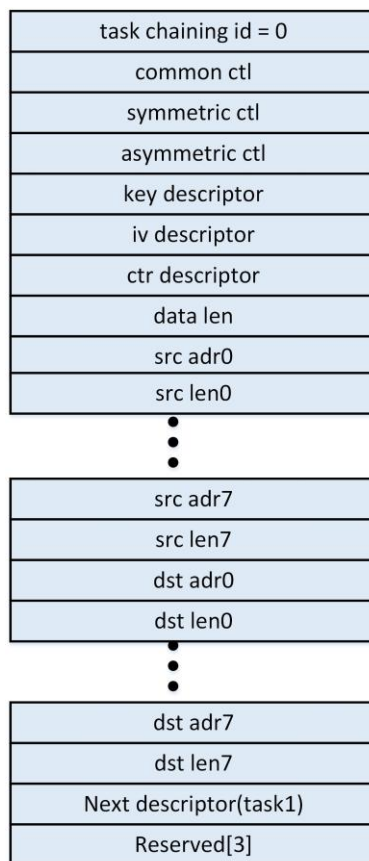 task chaining id = 0
common ctl
symmetric ctl
asymmetric ctl
key descriptor
iv descriptor
ctr descriptor
data len
src adr0
src len0
src adr7
src len7
dst adr0
dst len0
dst adr7
dst len7
Next descriptor(task1)
Reserved[3]